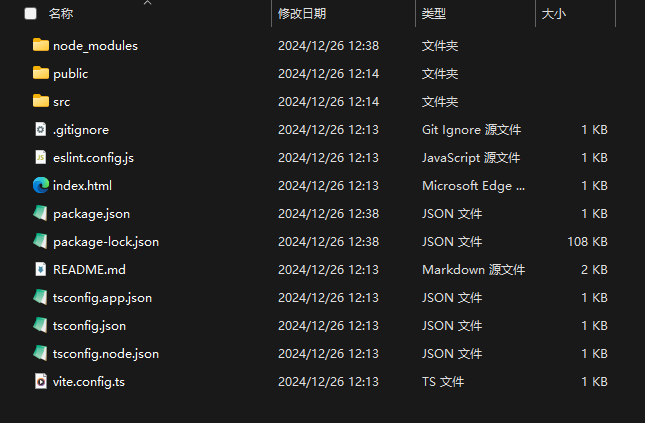 名称 修改日期 类型 大小
node_modules 2024/12/26 12:38 文件夹
public 2024/12/26 12:14 文件夹
src 2024/12/26 12:14 文件夹
.gitignore 2024/12/26 12:13 Git Ignore 源文件 1 KB
eslint.config.js 2024/12/26 12:13 JavaScript 源文件 1 KB
index.html 2024/12/26 12:13 Microsoft Edge ... 1 KB
package.json 2024/12/26 12:38 JSON 文件 1 KB
package-lock.json 2024/12/26 12:38 JSON 文件 108 KB
README.md 2024/12/26 12:13 Markdown 源文件 2 KB
tsconfig.app.json 2024/12/26 12:13 JSON 文件 1 KB
tsconfig.json 2024/12/26 12:13 JSON 文件 1 KB
tsconfig.node.json 2024/12/26 12:13 JSON 文件 1 KB
vite.config.ts 2024/12/26 12:13 TS 文件 1 KB